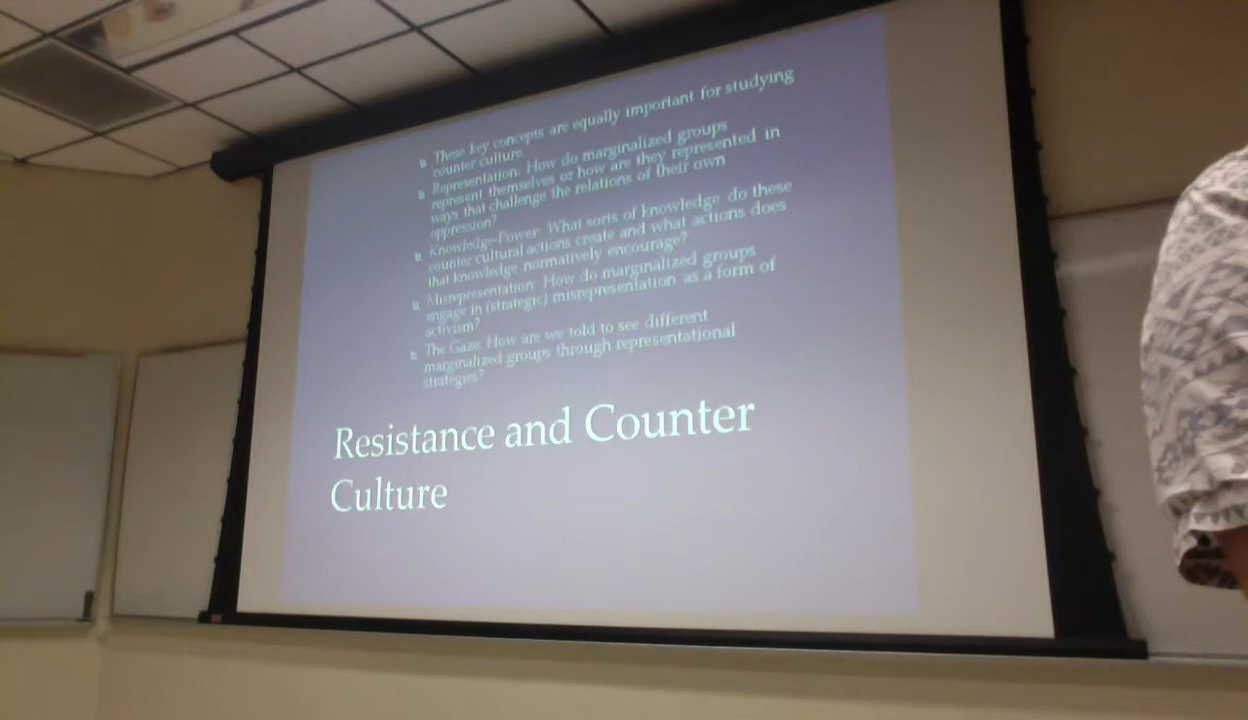 These key concepts are equally important for studying
counter culture.
Representation: How do marginalized groups
represent themselves or how are they represented in
ways that challenge the relations of their own
oppression?
Knowledge-Power: What sorts of knowledge do these
counter cultural actions create and what actions does
that knowledge normatively encourage?
Misrepresentation: How do marginalized groups
engage in (strategic) misrepresentation as a form of
activism?
The Gaze: How are we told to see different
marginalized groups through representational
strategies?
Resistance and Counter
Culture